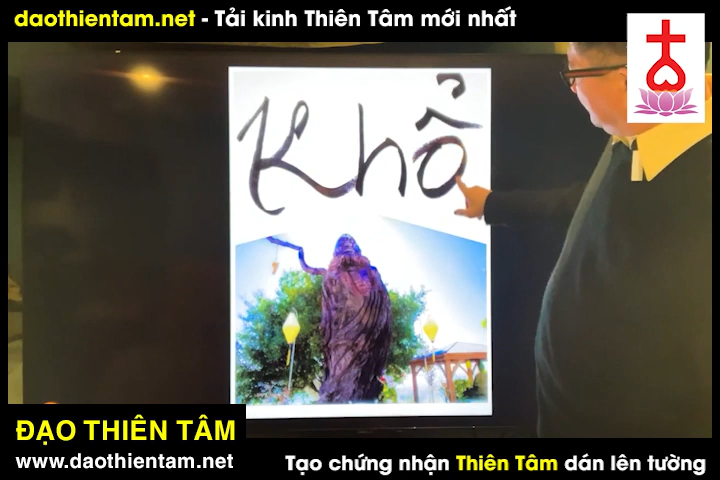 daothientam.net - Tải kinh Thiên Tâm mới nhất
Khổ
ĐẠO THIÊN TÂM
www.daothientam.net
Tạo chứng nhận Thiên Tâm dán lên tường